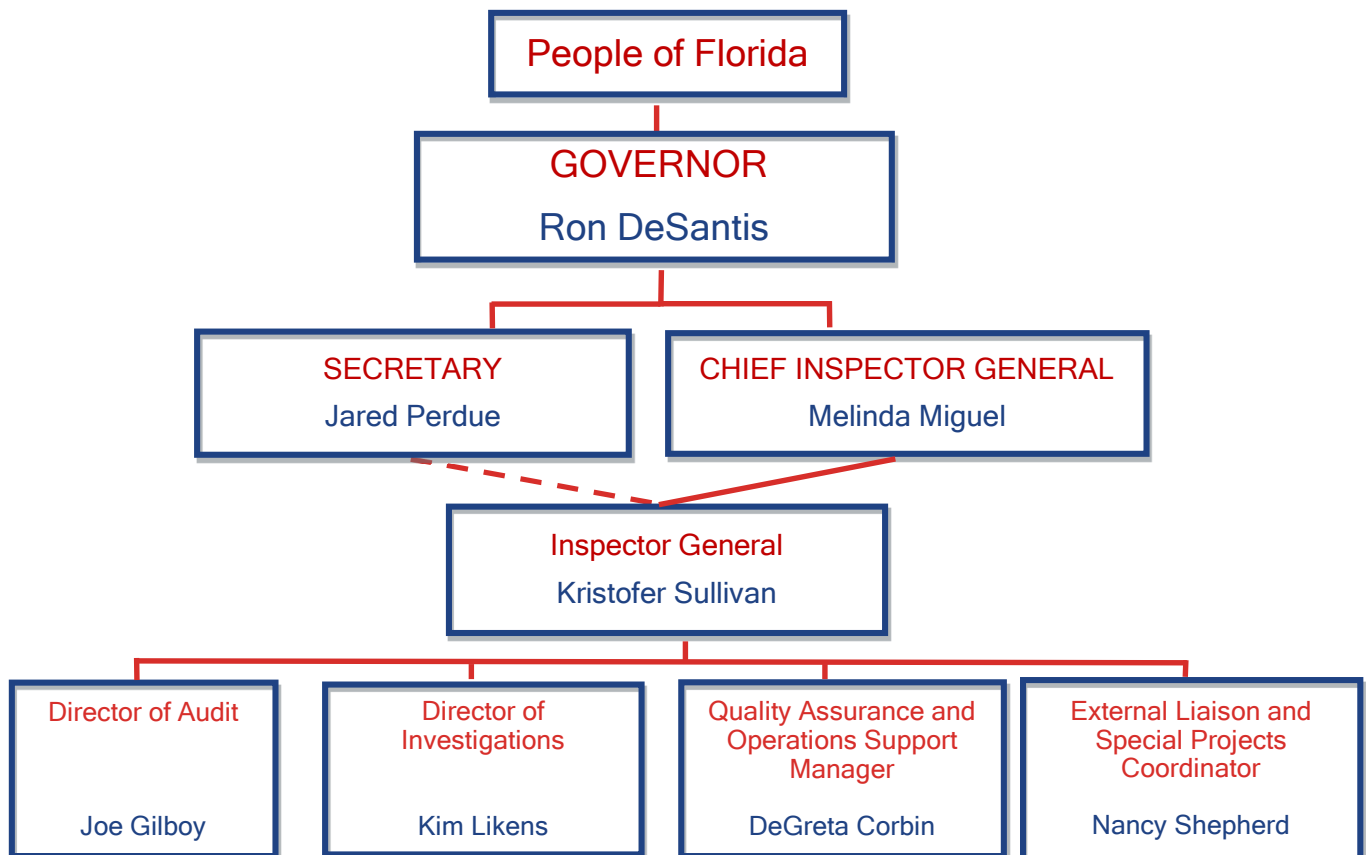 People of Florida
GOVERNOR
Ron DeSantis
SECRETARY
Jared Perdue
CHIEF INSPECTOR GENERAL
Melinda Miguel
Inspector General
Kristofer Sullivan
Director of Audit
Joe Gilboy
Director of
Investigations
Kim Likens
Quality Assurance and
Operations Support
Manager
DeGreta Corbin
External Liaison and
Special Projects
Coordinator
Nancy Shepherd